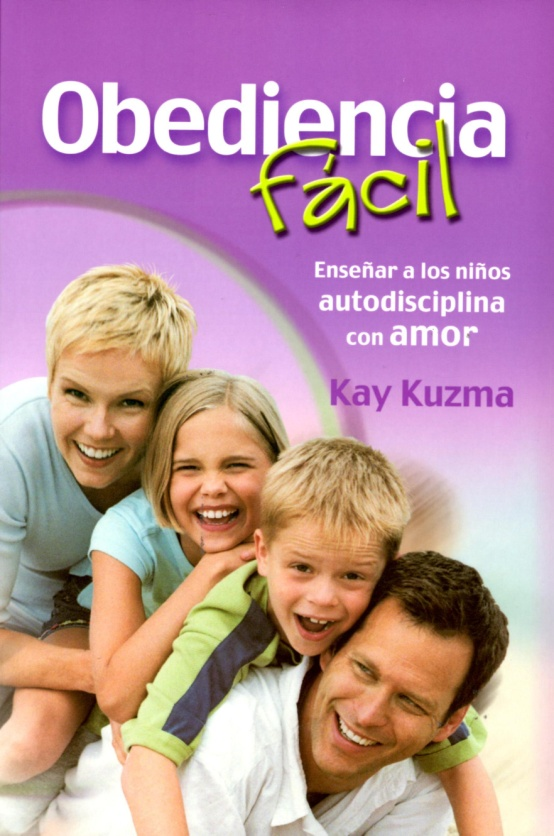 Obediencia
fácil
Enseñar a los niños
autodisciplina
con amor
Kay Kuzma